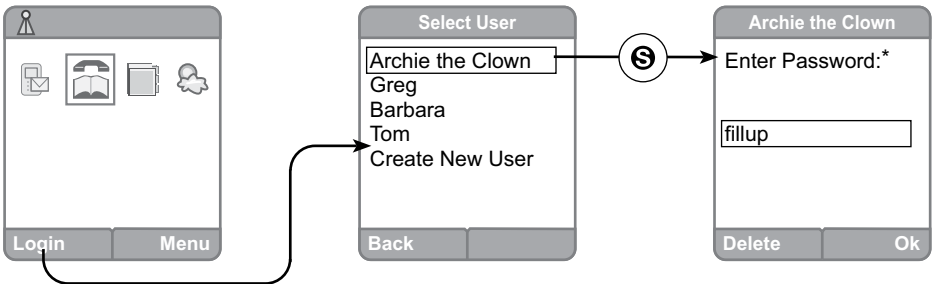 Login
Menu
Select User
Archie the Clown
Greg
Barbara
Tom
Create New User
Back
S
Archie the Clown
Enter Password:*
fillup
Delete
Ok